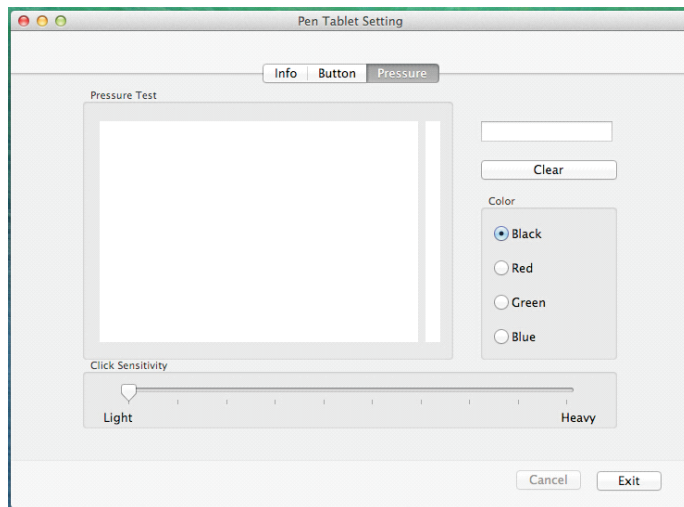 Pen Tablet Setting
Info Button Pressure
Pressure Test
Clear
Color
Black
Red
Green
Blue
Click Sensitivity
Light Heavy
Cancel Exit